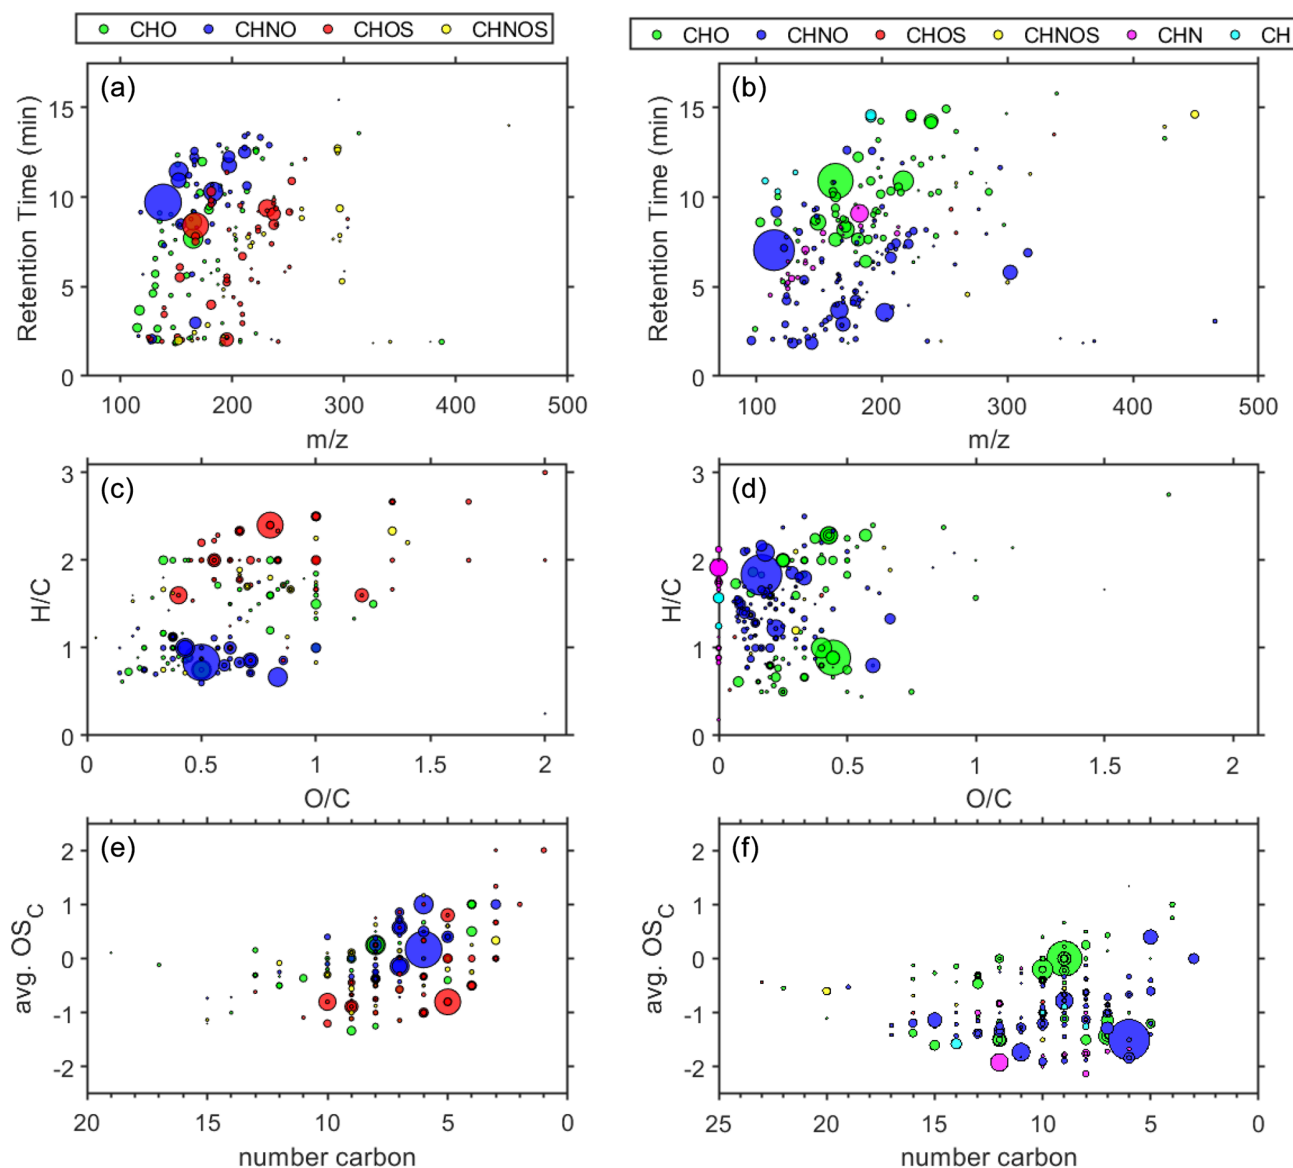 CHO CHNO CHOS CHNOS
CHO CHNO CHOS CHNOS CHN CH
(a)
Retention Time (min)
15
10
5
0
100 200 300 400 500
m/z
(b)
Retention Time (min)
15
10
5
0
100 200 300 400 500
m/z
(c)
H/C
3
2
1
0
0 0.5 1 1.5 2
O/C
(d)
H/C
3
2
1
0
0 0.5 1 1.5 2
O/C
(e)
avg. OSC
2
1
0
-1
-2
20 15 10 5 0
number carbon
(f)
avg. OSC
2
1
0
-1
-2
25 20 15 10 5 0
number carbon